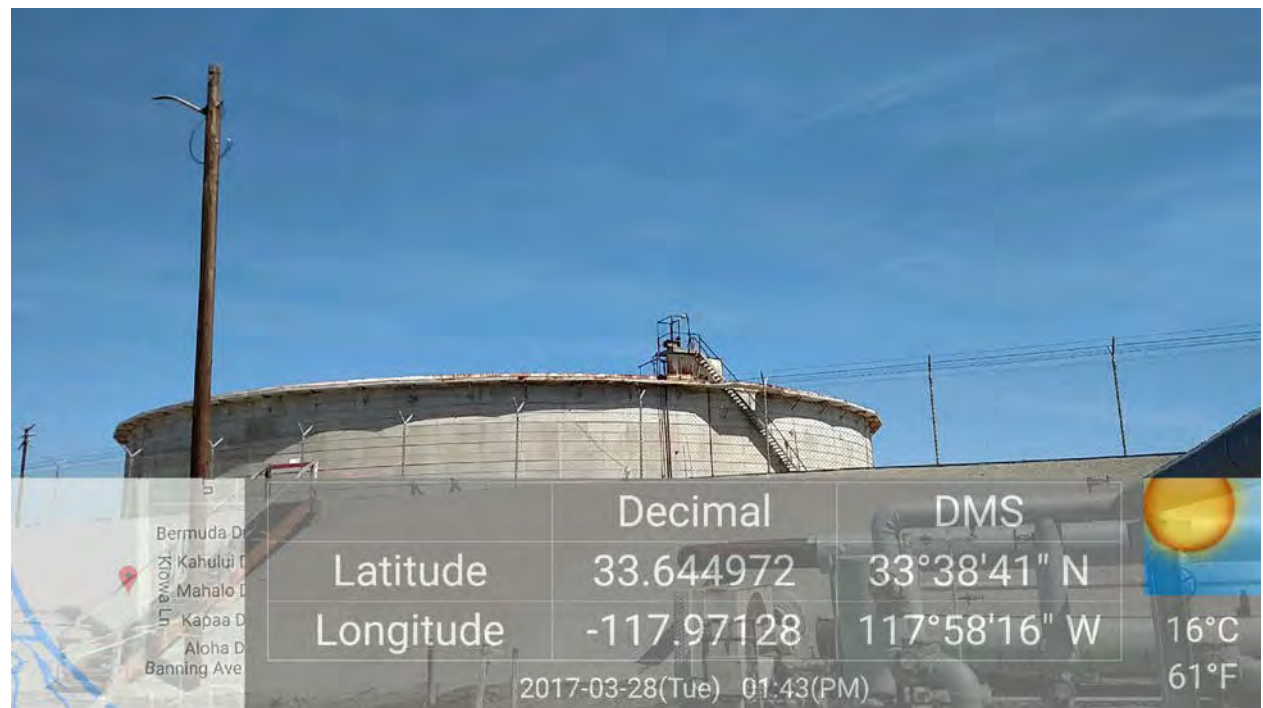 Decimal DMS
Latitude 33.644972 33°38'41" N
Longitude -117.97128 117°58'16" W
2017-03-28(Tue) 01:43(PM)
16°C
61°F
Bermuda D
Kahului D
Kiowa Ln
Mahalo D
Kapaa D
Aloha D
Banning Ave